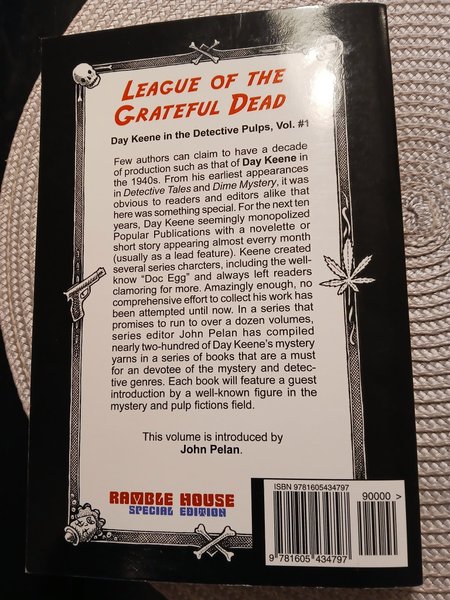 LEAGUE OF THE
GRATEFUL DEAD
Day Keene in the Detective Pulps, Vol. #1
Few authors can claim to have a decade
of production such as that of Day Keene in
the 1940s. From his earliest appearances
in Detective Tales and Dime Mystery, it was
obvious to readers and editors alike that
here was something special. For the next ten
years, Day Keene seemingly monopolized
Popular Publications with a novelette or
short story appearing almost every month
(usually as a lead feature). Keene created
several series charcters, including the well-
know “Doc Egg” and always left readers
clamoring for more. Amazingly enough, no
comprehensive effort to collect his work has
been attempted until now. In a series that
promises to run to over a dozen volumes,
series editor John Pelan has compiled
nearly two-hundred of Day Keene's mystery
yarns in a series of books that are a must
for an devotee of the mystery and detec-
tive genres. Each book will feature a guest
introduction by a well-known figure in the
mystery and pulp fictions field.
This volume is introduced by
John Pelan.
RAMBLE HOUSE
SPECIAL EDITION
ISBN 9781605434797
90000 >
9 781605 434797